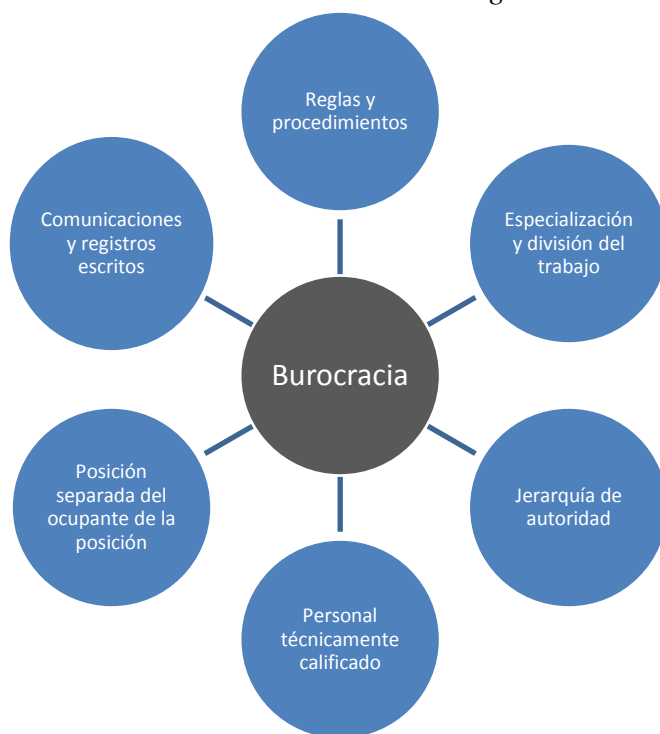 Reglas y
procedimientos
Comunicaciones
y registros
escritos
Especialización
y división del
trabajo
Burocracia
Posición
separada del
ocupante de la
posición
Jerarquía de
autoridad
Personal
técnicamente
calificado